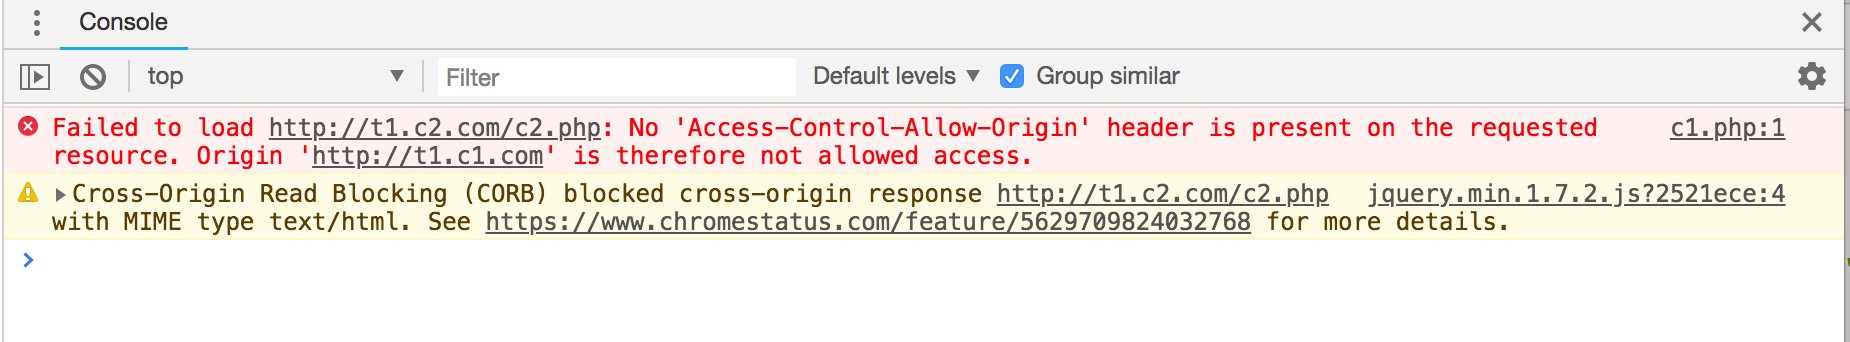 Console
top Filter Default levels Group similar
Failed to load http://t1.c2.com/c2.php: No 'Access-Control-Allow-Origin' header is present on the requested c1.php:1
resource. Origin 'http://t1.c1.com' is therefore not allowed access.
Cross-Origin Read Blocking (CORB) blocked cross-origin response http://t1.c2.com/c2.php jquery.min.1.7.2.js?2521ece:4
with MIME type text/html. See https://www.chromestatus.com/feature/5629709824032768 for more details.